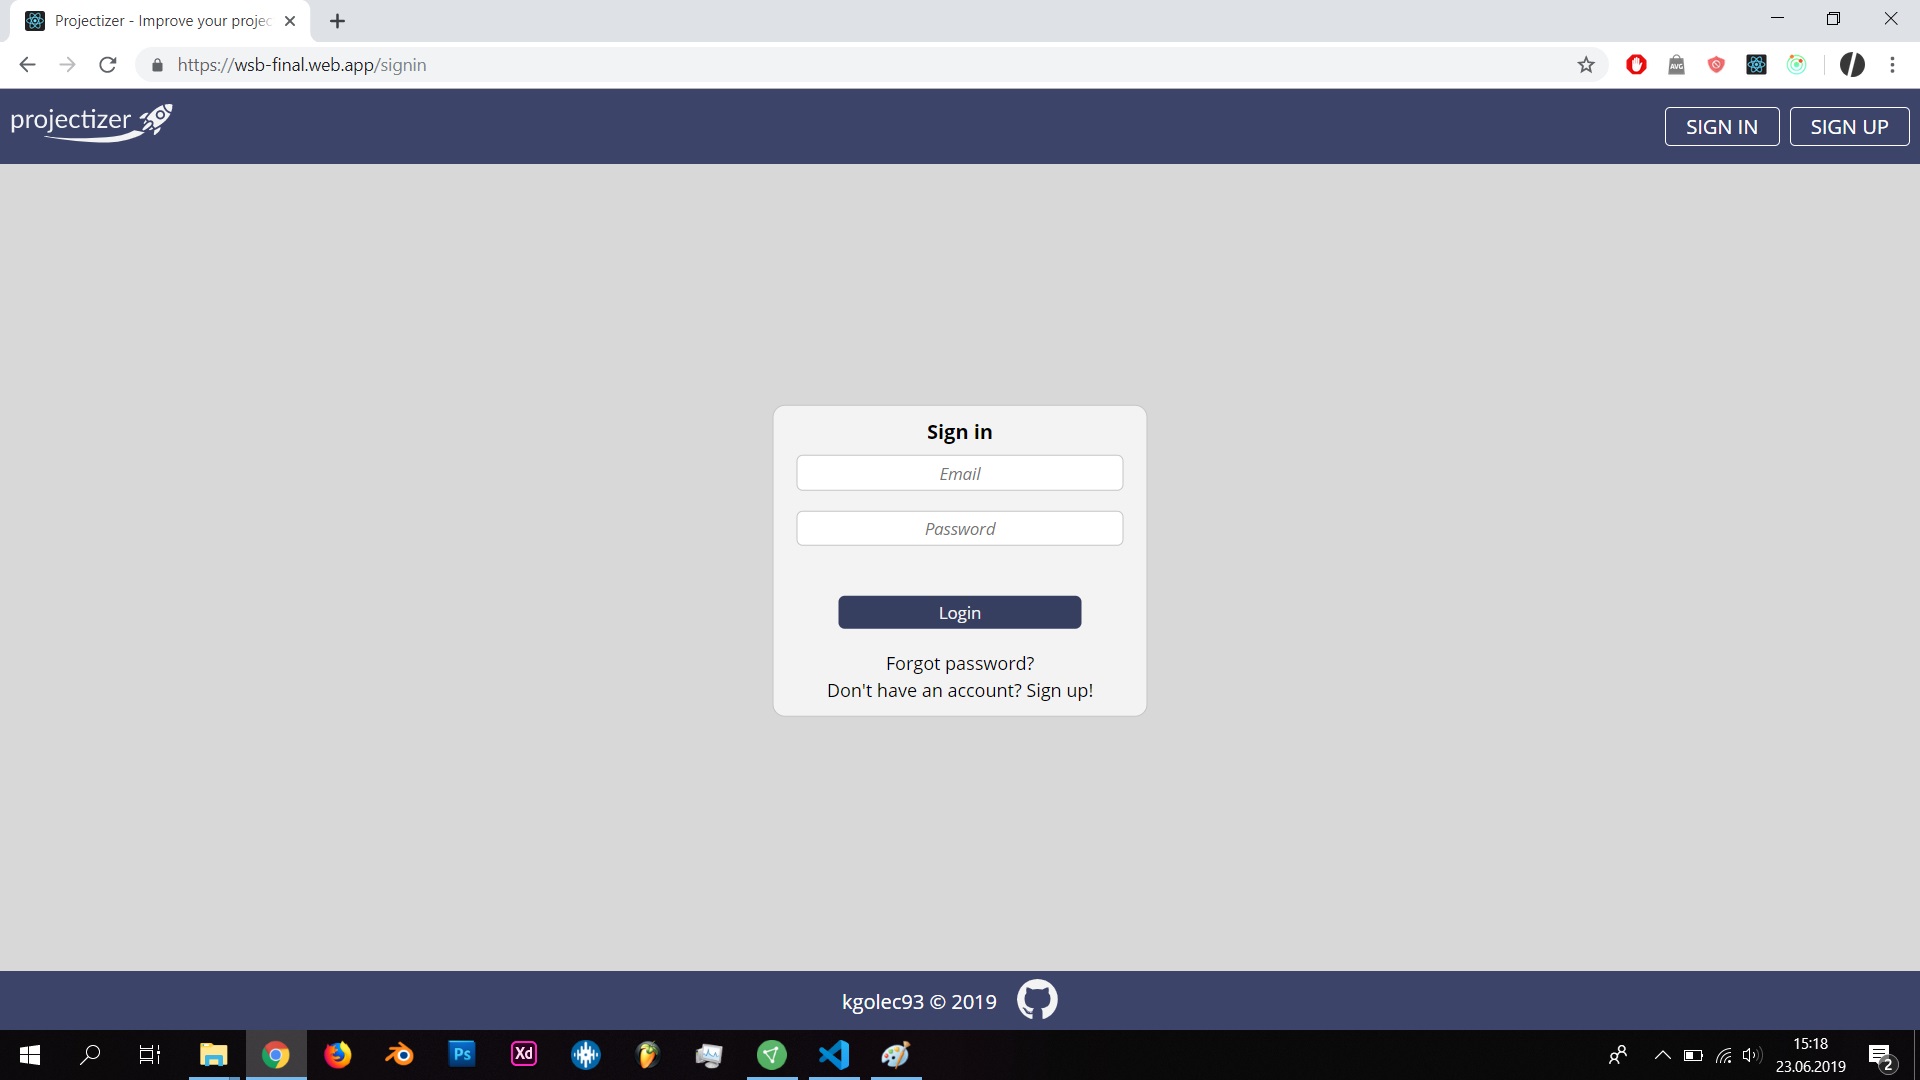 Projectizer - Improve your projec
https://wsb-final.web.app/signin
AVG
projectizer
SIGN IN
SIGN UP
Sign in
Email
Password
Login
Forgot password?
Don't have an account? Sign up!
kgolec93 © 2019
Ps
Xd
15:18
23.06.2019
2